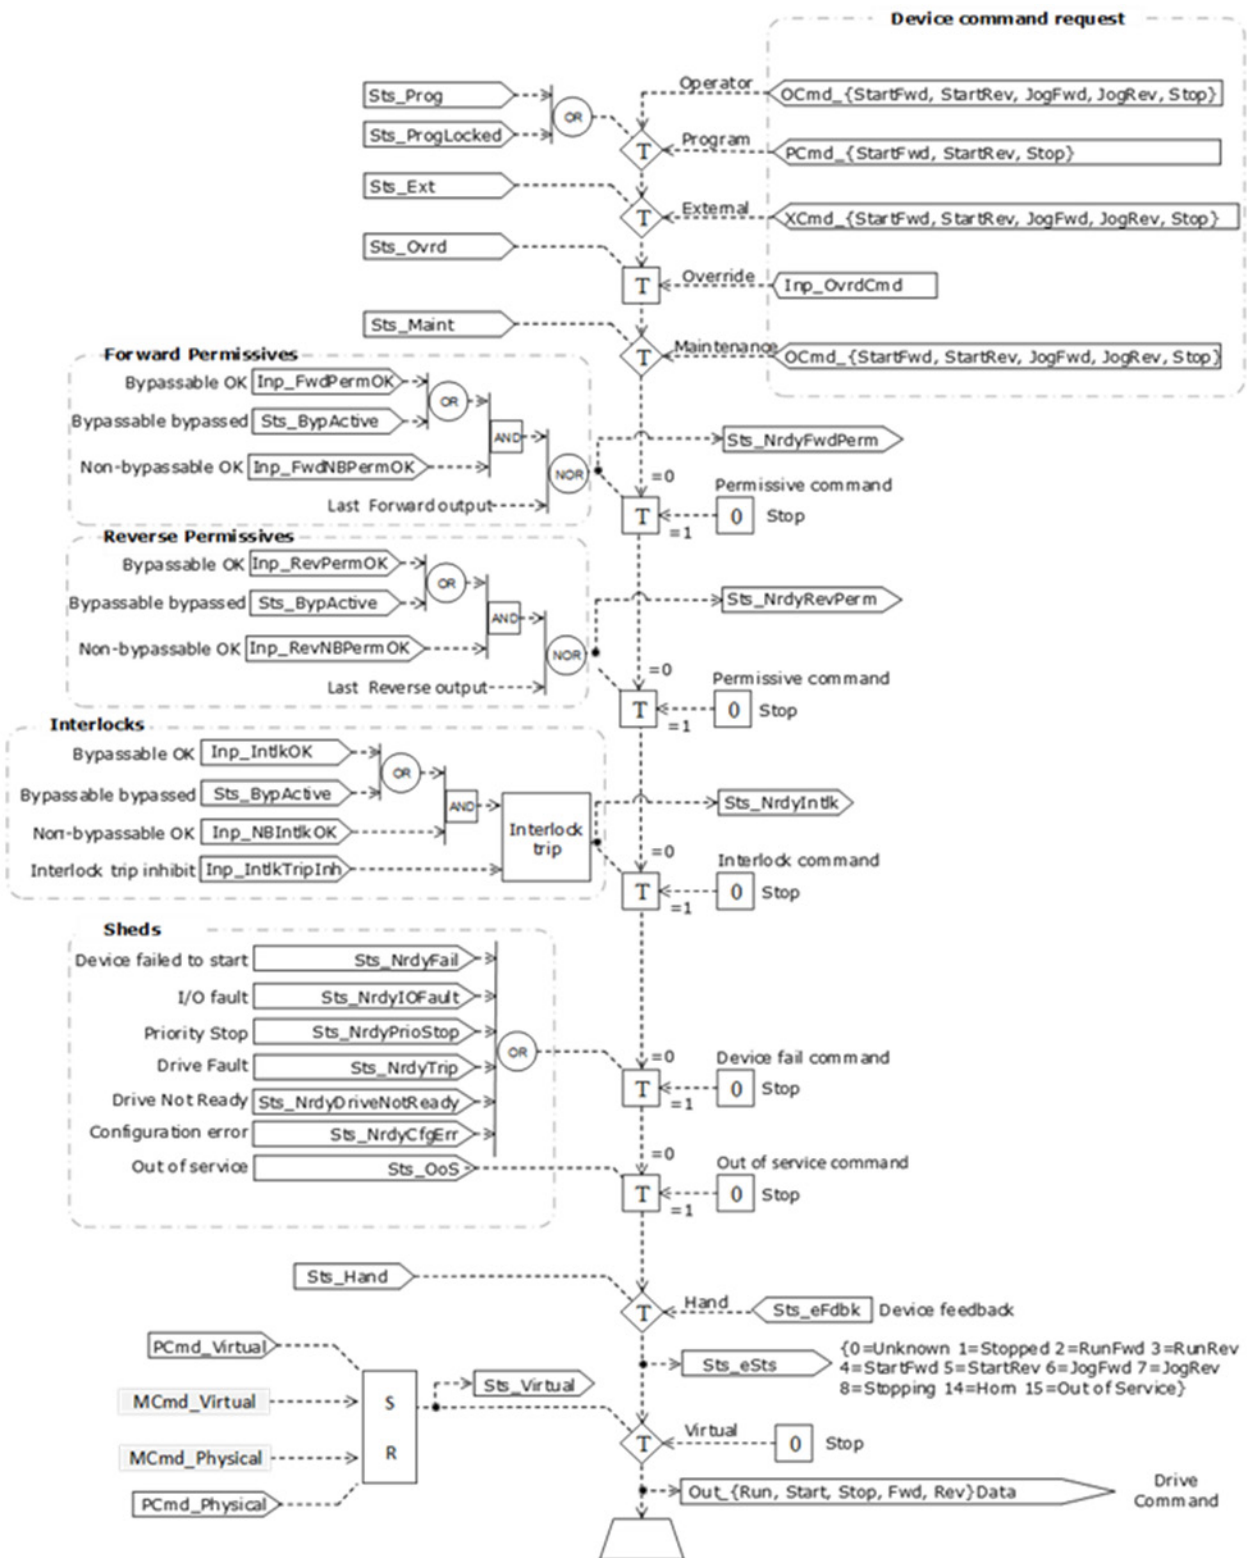 Device command request
Operator
OCmd_{StartFwd, StartRev, JogFwd, JogRev, Stop}
Sts_Prog
OR
Sts_ProgLocked
Program
T
PCmd_{StartFwd, StartRev, Stop}
Sts_Ext
External
T
XCmd_{StartFwd, StartRev, JogFwd, JogRev, Stop}
Sts_Ovrd
Override
T
Inp_OvrdCmd
Sts_Maint
Maintenance
T
OCmd_{StartFwd, StartRev, JogFwd, JogRev, Stop}
Forward Permissives
Bypassable OK Inp_FwdPermOK
OR
Bypassable bypassed Sts_BypActive
AND
Non-bypassable OK Inp_FwdNBPermOK
NOR
Last Forward output
Sts_NrdyFwdPerm
=0
Permissive command
T
0 Stop
=1
Reverse Permissives
Bypassable OK Inp_RevPermOK
OR
Bypassable bypassed Sts_BypActive
AND
Non-bypassable OK Inp_RevNBPermOK
NOR
Last Reverse output
Sts_NrdyRevPerm
=0
Permissive command
T
0 Stop
=1
Interlocks
Bypassable OK Inp_IntlkOK
OR
Bypassable bypassed Sts_BypActive
AND
Non-bypassable OK Inp_NBIntlkOK
Interlock trip inhibit Inp_IntlkTripInh
Interlock
trip
Sts_NrdyIntlk
=0
Interlock command
T
0 Stop
=1
Sheds
Device failed to start Sts_NrdyFail
I/O fault Sts_NrdyIOFault
Priority Stop Sts_NrdyPrioStop
OR
Drive Fault Sts_NrdyTrip
Drive Not Ready Sts_NrdyDriveNotReady
Configuration error Sts_NrdyCfgErr
Out of service Sts_OoS
=0
Device fail command
T
0 Stop
=1
=0
Out of service command
T
0 Stop
=1
Sts_Hand
Hand
T
Sts_eFdbk Device feedback
Sts_eSts
{0=Unknown 1=Stopped 2=RunFwd 3=RunRev
4=StartFwd 5=StartRev 6=JogFwd 7=JogRev
8=Stopping 14=Horn 15=Out of Service}
PCmd_Virtual
MCmd_Virtual
MCmd_Physical
PCmd_Physical
S
R
Sts_Virtual
Virtual
T
0 Stop
Out_{Run, Start, Stop, Fwd, Rev}Data
Drive
Command